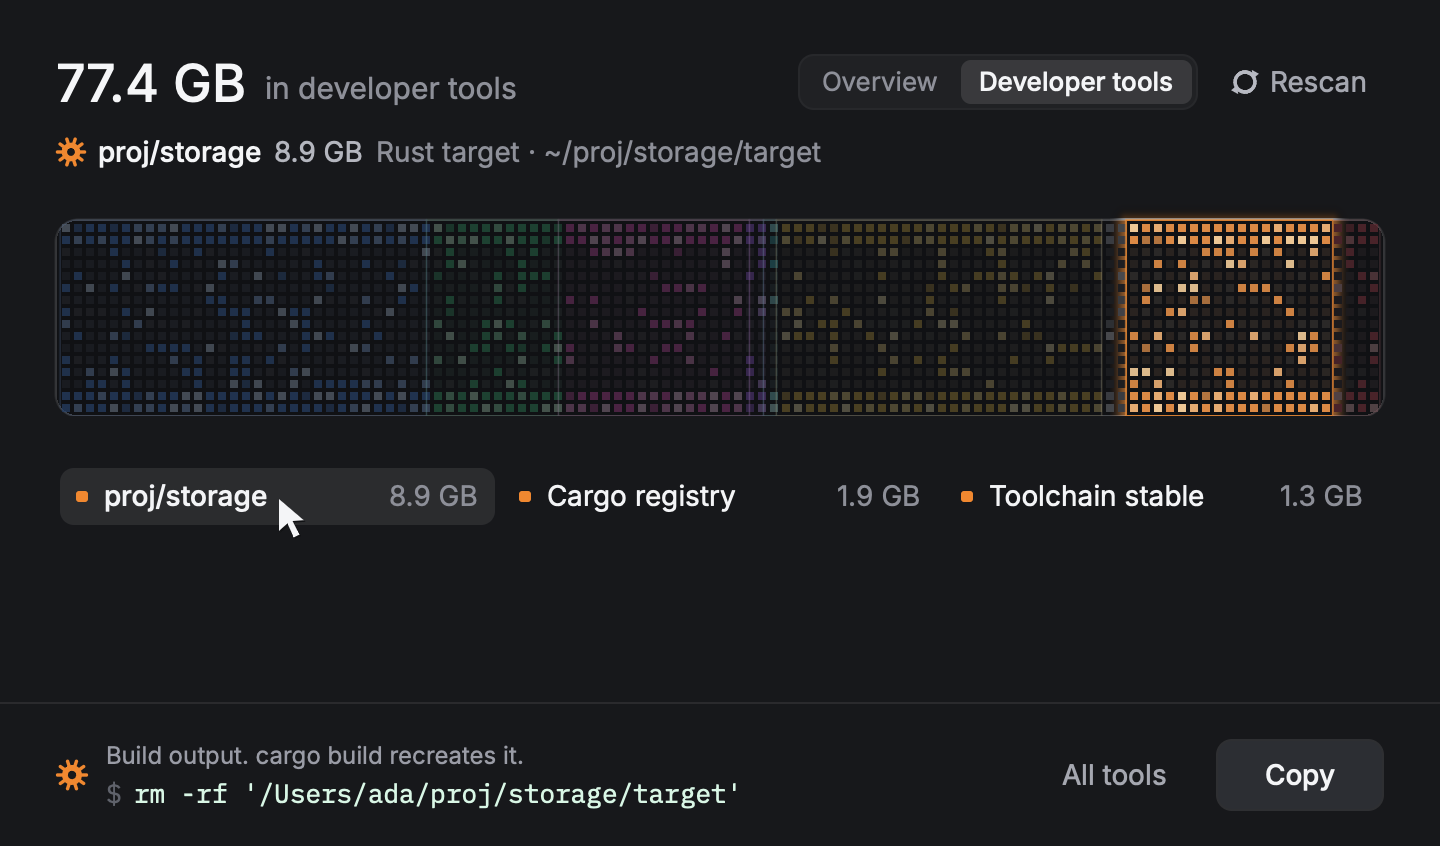 77.4 GB in developer tools
Overview Developer tools Rescan
proj/storage 8.9 GB Rust target · ~/proj/storage/target
proj/storage 8.9 GB Cargo registry 1.9 GB Toolchain stable 1.3 GB
Build output. cargo build recreates it.
$ rm -rf '/Users/ada/proj/storage/target'
All tools Copy